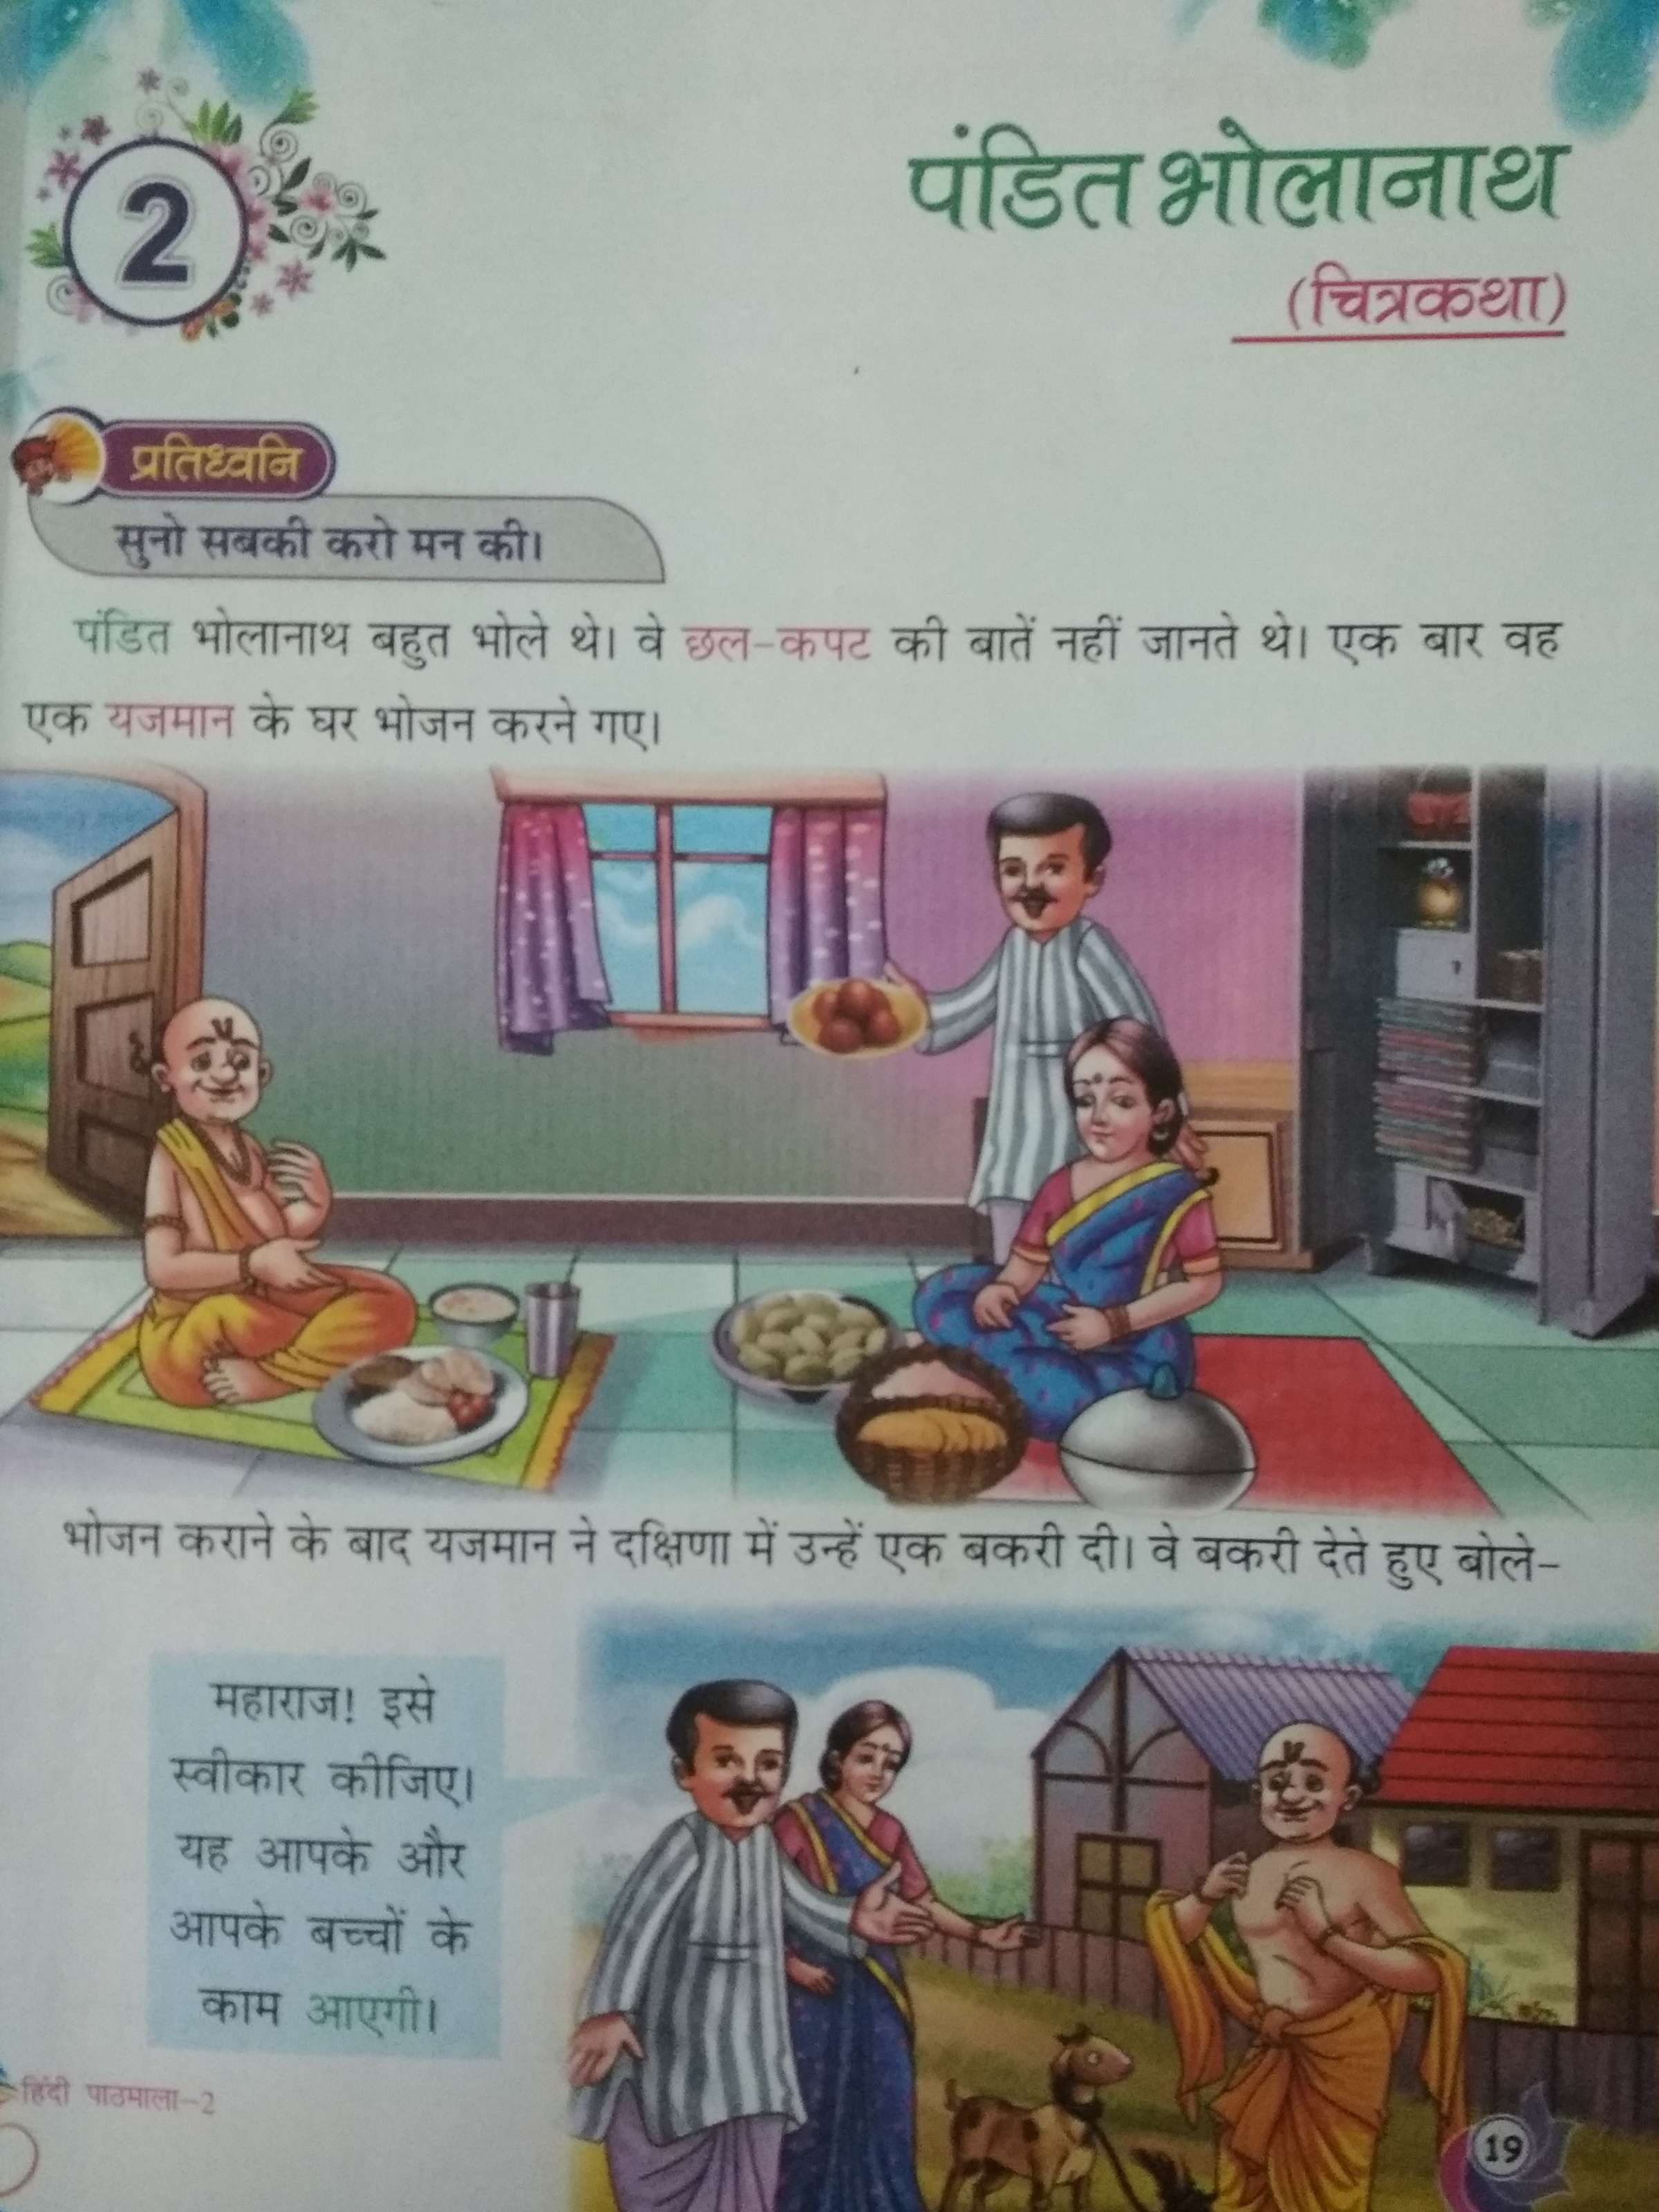 2
पंडित भोलानाथ
(चित्रकथा)
प्रतिध्वनि
सुनो सबकी करो मन की।
पंडित भोलानाथ बहुत भोले थे। वे छल-कपट की बातें नहीं जानते थे। एक बार वह
एक यजमान के घर भोजन करने गए।
भोजन कराने के बाद यजमान ने दक्षिणा में उन्हें एक बकरी दी। वे बकरी देते हुए बोले-
महाराज! इसे
स्वीकार कीजिए।
यह आपके और
आपके बच्चों के
काम आएगी।
हिंदी पाठमाला-2
19